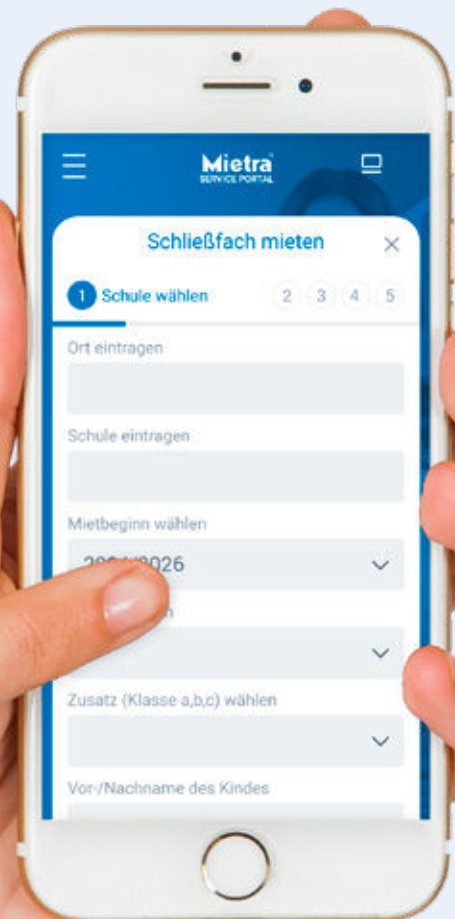 Mietra
SERVICE PORTAL
Schließfach mieten
1 Schule wählen 2 3 4 5
Ort eintragen
Schule eintragen
Mietbeginn wählen
Zusatz (Klasse a,b,c) wählen
Vor-/Nachname des Kindes